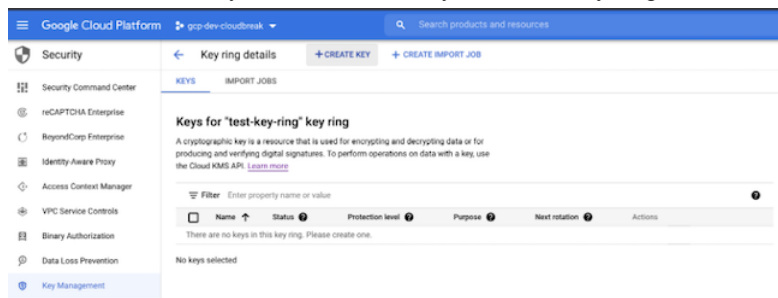 Google Cloud Platform gcp-dev-cloudbreak Search products and resources
Security
Key ring details
+ CREATE KEY
+ CREATE IMPORT JOB
KEYS
IMPORT JOBS
Security Command Center
reCAPTCHA Enterprise
BeyondCorp Enterprise
Identity-Aware Proxy
Access Context Manager
VPC Service Controls
Binary Authorization
Data Loss Prevention
Key Management
Keys for "test-key-ring" key ring
A cryptographic key is a resource that is used for encrypting and decrypting data or for
producing and verifying digital signatures. To perform operations on data with a key, use
the Cloud KMS API. Learn more
Filter Enter property name or value
Name Status Protection level Purpose Next rotation Actions
There are no keys in this key ring. Please create one.
No keys selected